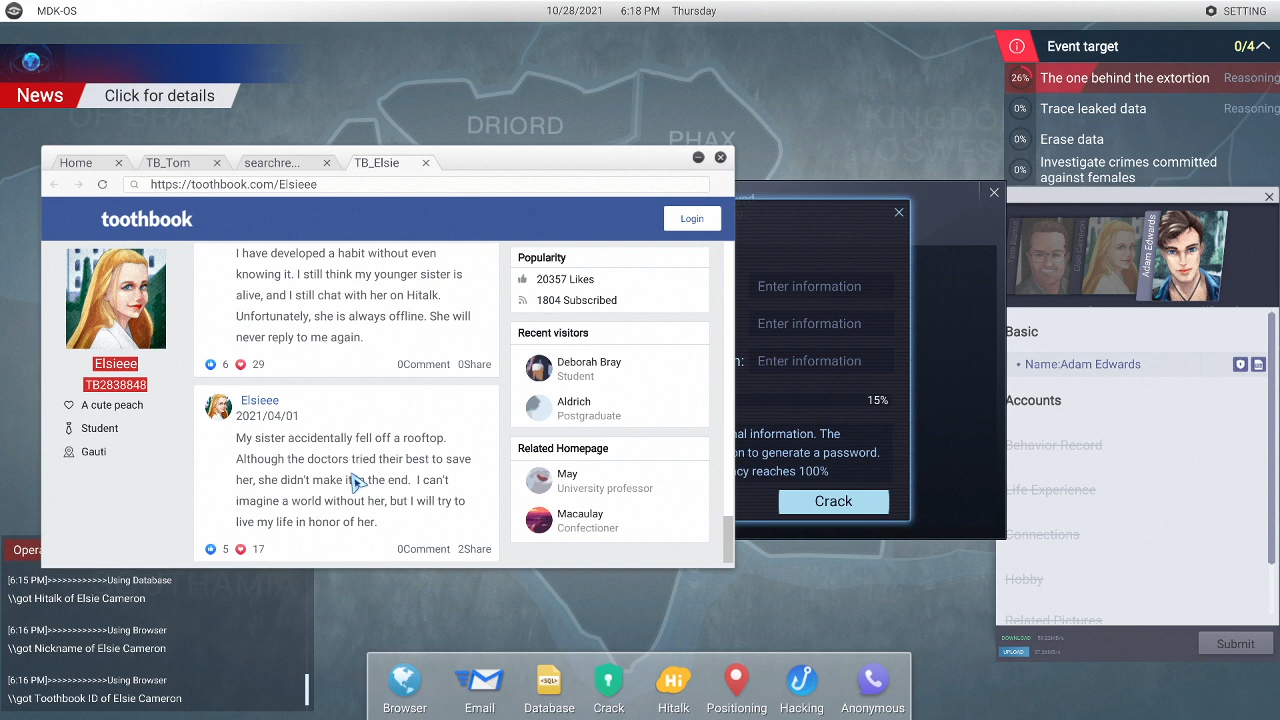 MDK-OS
10/28/2021 6:18 PM Thursday
SETTING
News
Click for details
DRIORD
PHAX
Event target
0/4
26% The one behind the extortion Reasoning
0% Trace leaked data Reasoning
0% Erase data
0% Investigate crimes committed
against females
Home
TB_Tom
searchre...
TB_Elsie
https://toothbook.com/Elsieee
toothbook
Login
Elsieee
TB2838848
A cute peach
Student
Gauti
I have developed a habit without even
knowing it. I still think my younger sister is
alive, and I still chat with her on Hitalk.
Unfortunately, she is always offline. She will
never reply to me again.
6 29 0Comment 0Share
Elsieee
2021/04/01
My sister accidentally fell off a rooftop.
Although the doctors tried their best to save
her, she didn't make it in the end. I can't
imagine a world without her, but I will try to
live my life in honor of her.
5 17 0Comment 2Share
Popularity
20357 Likes
1804 Subscribed
Recent visitors
Deborah Bray
Student
Aldrich
Postgraduate
Related Homepage
May
University professor
Macaulay
Confectioner
Enter information
Enter information
n: Enter information
15%
nal information. The
on to generate a password.
cy reaches 100%
Crack
Adam Edwards
Basic
• Name:Adam Edwards
Accounts
Behavior Record
Life Experience
Connections
Hobby
Related Pictures
DOWNLOAD
UPLOAD
Submit
Opera
[6:15 PM]>>>>>>>>>>>>Using Database
\\got Hitalk of Elsie Cameron
[6:16 PM]>>>>>>>>>>>>Using Browser
\\got Nickname of Elsie Cameron
[6:16 PM]>>>>>>>>>>>>Using Browser
\\got Toothbook ID of Elsie Cameron
Browser
Email
<SQL>
Database
Crack
Hi
Hitalk
Positioning
Hacking
Anonymous